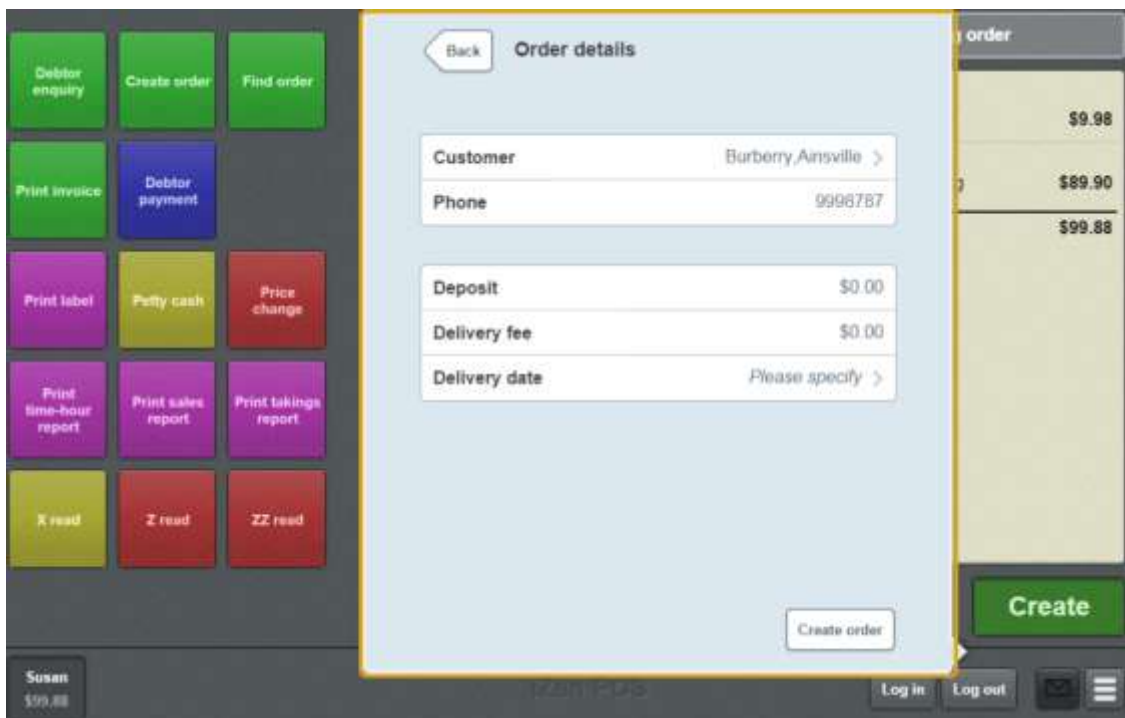 Debtor
enquiry
Create order
Find order
Print invoice
Debtor
payment
Print label
Petty cash
Price
change
Print
time-hour
report
Print sales
report
Print takings
report
X read
Z read
ZZ read
Susan
$99.88
Back
Order details
Customer
Burberry,Ainsville
Phone
9998787
Deposit
$0.00
Delivery fee
$0.00
Delivery date
Please specify
Create order
order
$9.98
$89.90
$99.88
Create
Log in
Log out